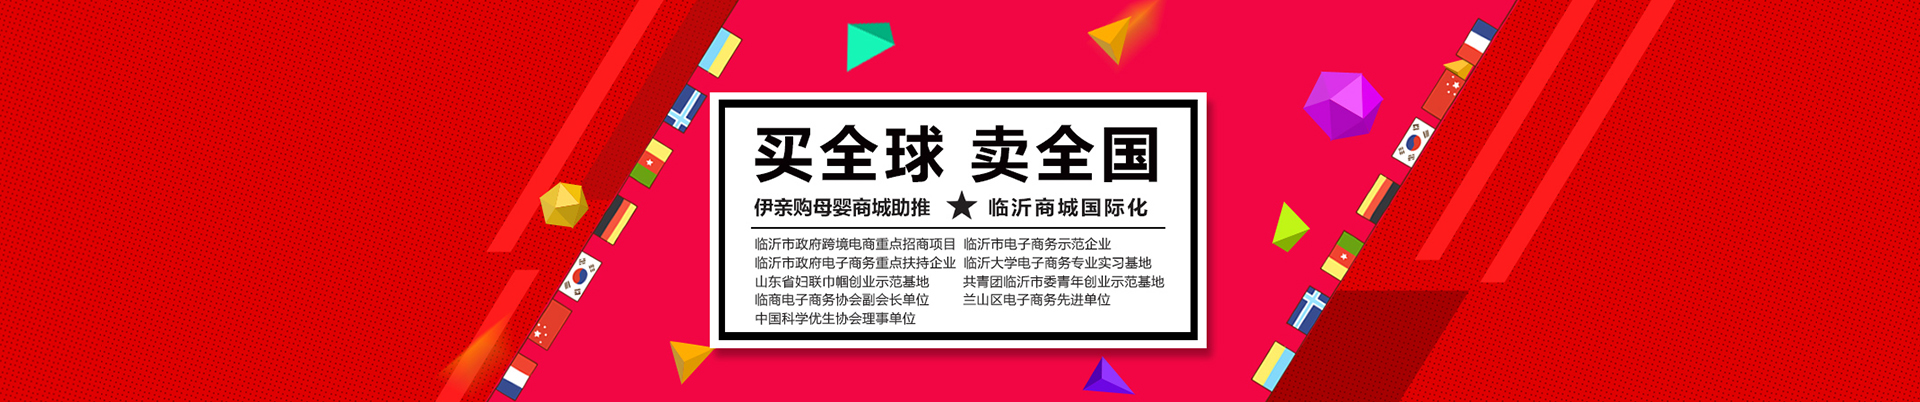 买全球 卖全国
伊亲购母婴商城助推 ★ 临沂商城国际化
临沂市政府跨境电商重点招商项目 临沂市电子商务示范企业
临沂市政府电子商务重点扶持企业 临沂大学电子商务专业实习基地
山东省妇联巾帼创业示范基地 共青团临沂市委青年创业示范基地
临商电子商务协会副会长单位 兰山区电子商务先进单位
中国科学优生协会理事单位